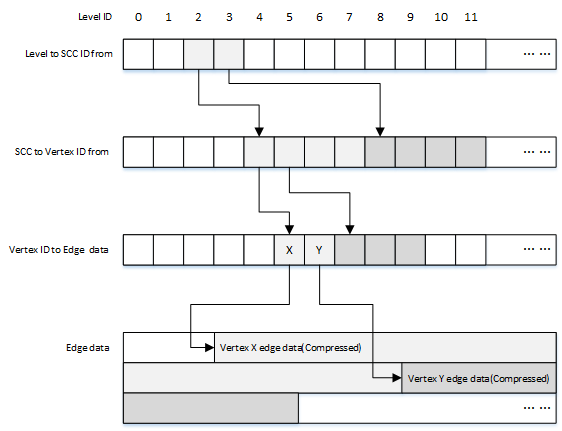 Level ID 0 1 2 3 4 5 6 7 8 9 10 11
Level to SCC ID from ... ...
SCC to Vertex ID from ... ...
Vertex ID to Edge data X Y ... ...
Edge data Vertex X edge data(Compressed)
Vertex Y edge data(Compressed)
... ...